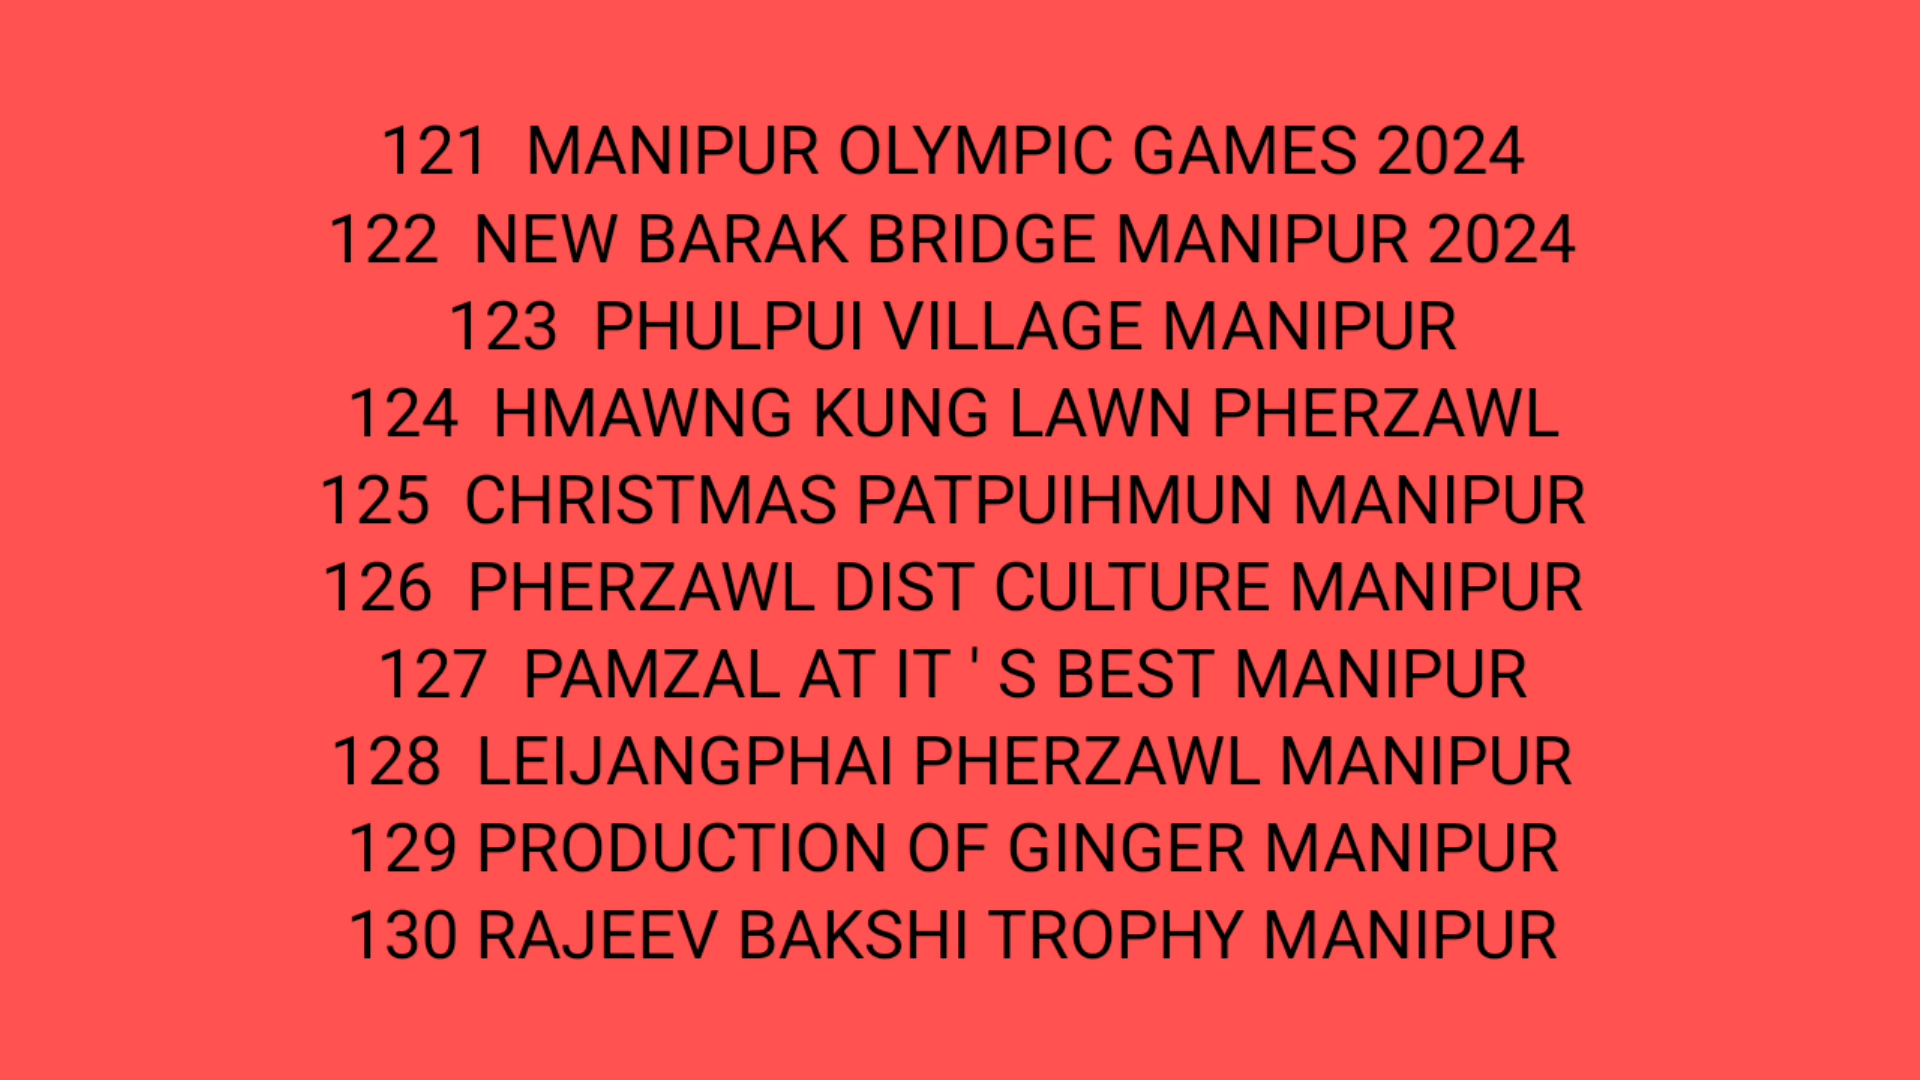 121  MANIPUR OLYMPIC GAMES 2024
122  NEW BARAK BRIDGE MANIPUR 2024
123  PHULPUI VILLAGE MANIPUR
124  HMAWNG KUNG LAWN PHERZAWL
125  CHRISTMAS PATPUIHMUN MANIPUR
126  PHERZAWL DIST CULTURE MANIPUR
127  PAMZAL AT IT ' S BEST MANIPUR
128  LEIJANGPHAI PHERZAWL MANIPUR
129 PRODUCTION OF GINGER MANIPUR
130 RAJEEV BAKSHI TROPHY MANIPUR